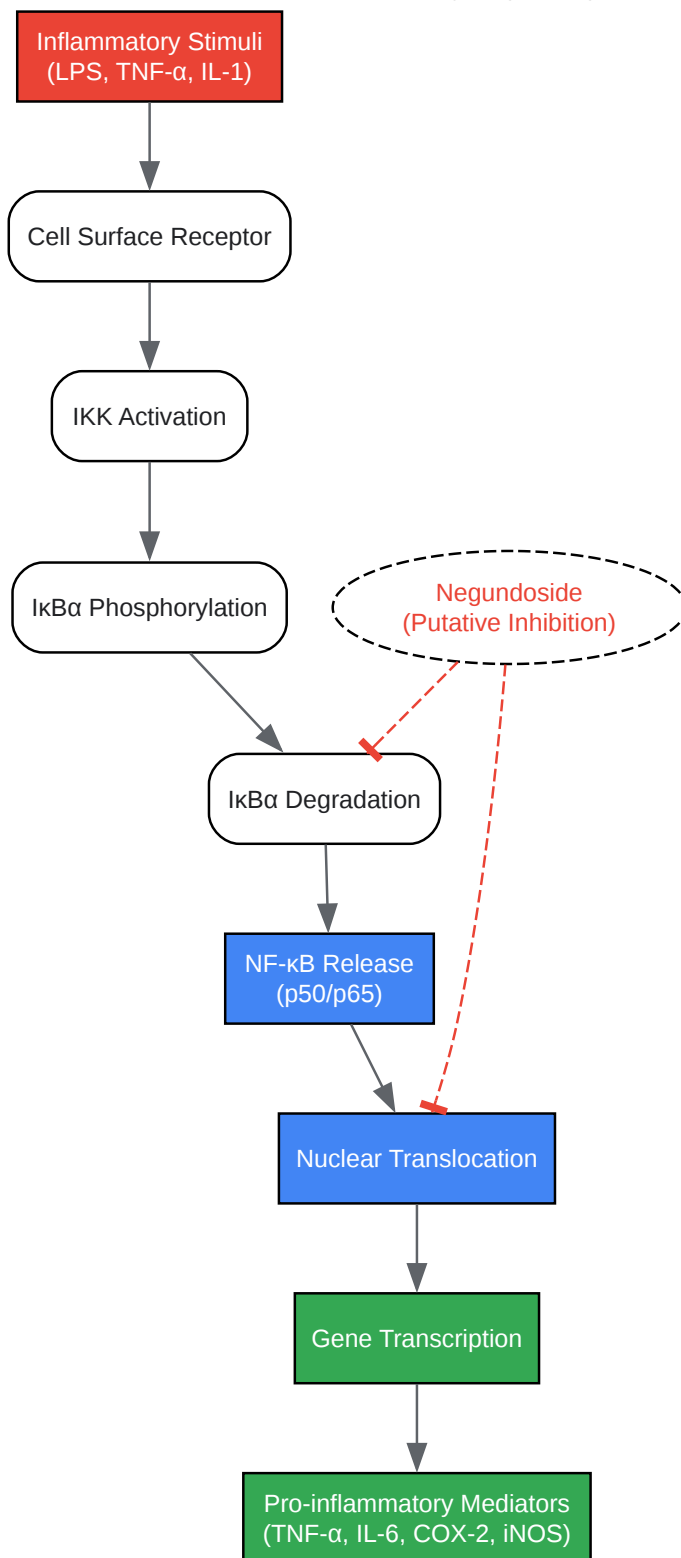 Inflammatory Stimuli
(LPS, TNF-α, IL-1)
Cell Surface Receptor
IKK Activation
IκBα Phosphorylation
Negundoside
(Putative Inhibition)
IκBα Degradation
NF-κB Release
(p50/p65)
Nuclear Translocation
Gene Transcription
Pro-inflammatory Mediators
(TNF-α, IL-6, COX-2, iNOS)